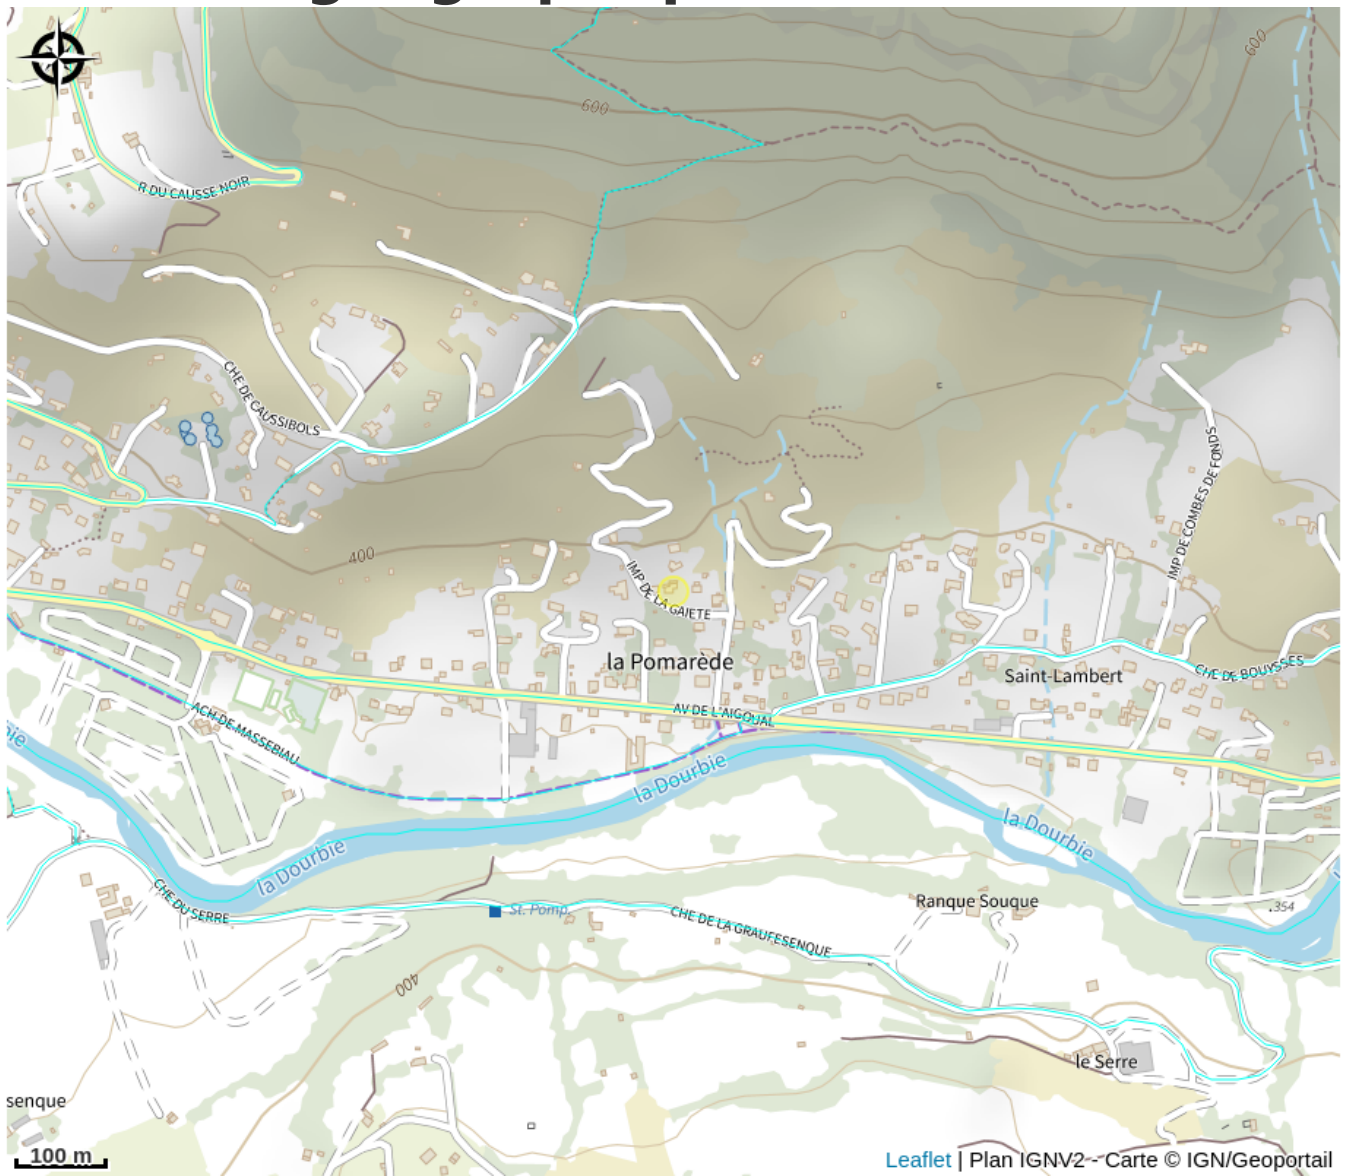 600
600
R DU CAUSSE NOIR
CHE DE CAUSSIBOLS
IMP DE COMBES DE FONDS
400
IMP DE LA GAIETE
la Pomarède
Saint-Lambert
CHE DE BOUYSSES
AV DE L'AIGOUAL
ACH DE MASSEBIAU
la Dourbie
la Dourbie
la Dourbie
CHE DU SERRE
St. Pomp.
CHE DE LA GRAUFESENQUE
Ranque Souque
.354
400
le Serre
senque
100 m
Leaflet | Plan IGNV2 - Carte © IGN/Geoportail